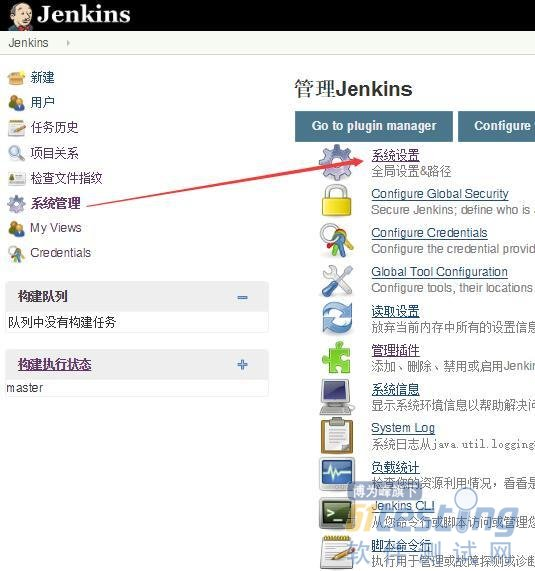 Jenkins
Jenkins
新建
用户
任务历史
项目关系
检查文件指纹
系统管理
My Views
Credentials
构建队列
队列中没有构建任务
构建执行状态
master
管理Jenkins
Go to plugin manager
Configure
系统设置
全局设置&路径
Configure Global Security
Secure Jenkins; define who is
Configure Credentials
Configure the credential provid
Global Tool Configuration
Configure tools, their locations
读取设置
放弃当前内存中所有的设置信息
管理插件
添加、删除、禁用或启用Jenkin
系统信息
显示系统环境信息以帮助解决问
System Log
系统日志从java.util.logging
负载统计
检查您的资源利用情况，看看是
Jenkins CLI
从您命令行或脚本访问或管理您
脚本命令行
执行用于管理或故障探测或诊断
博为峰旗下
51testing
软件测试网